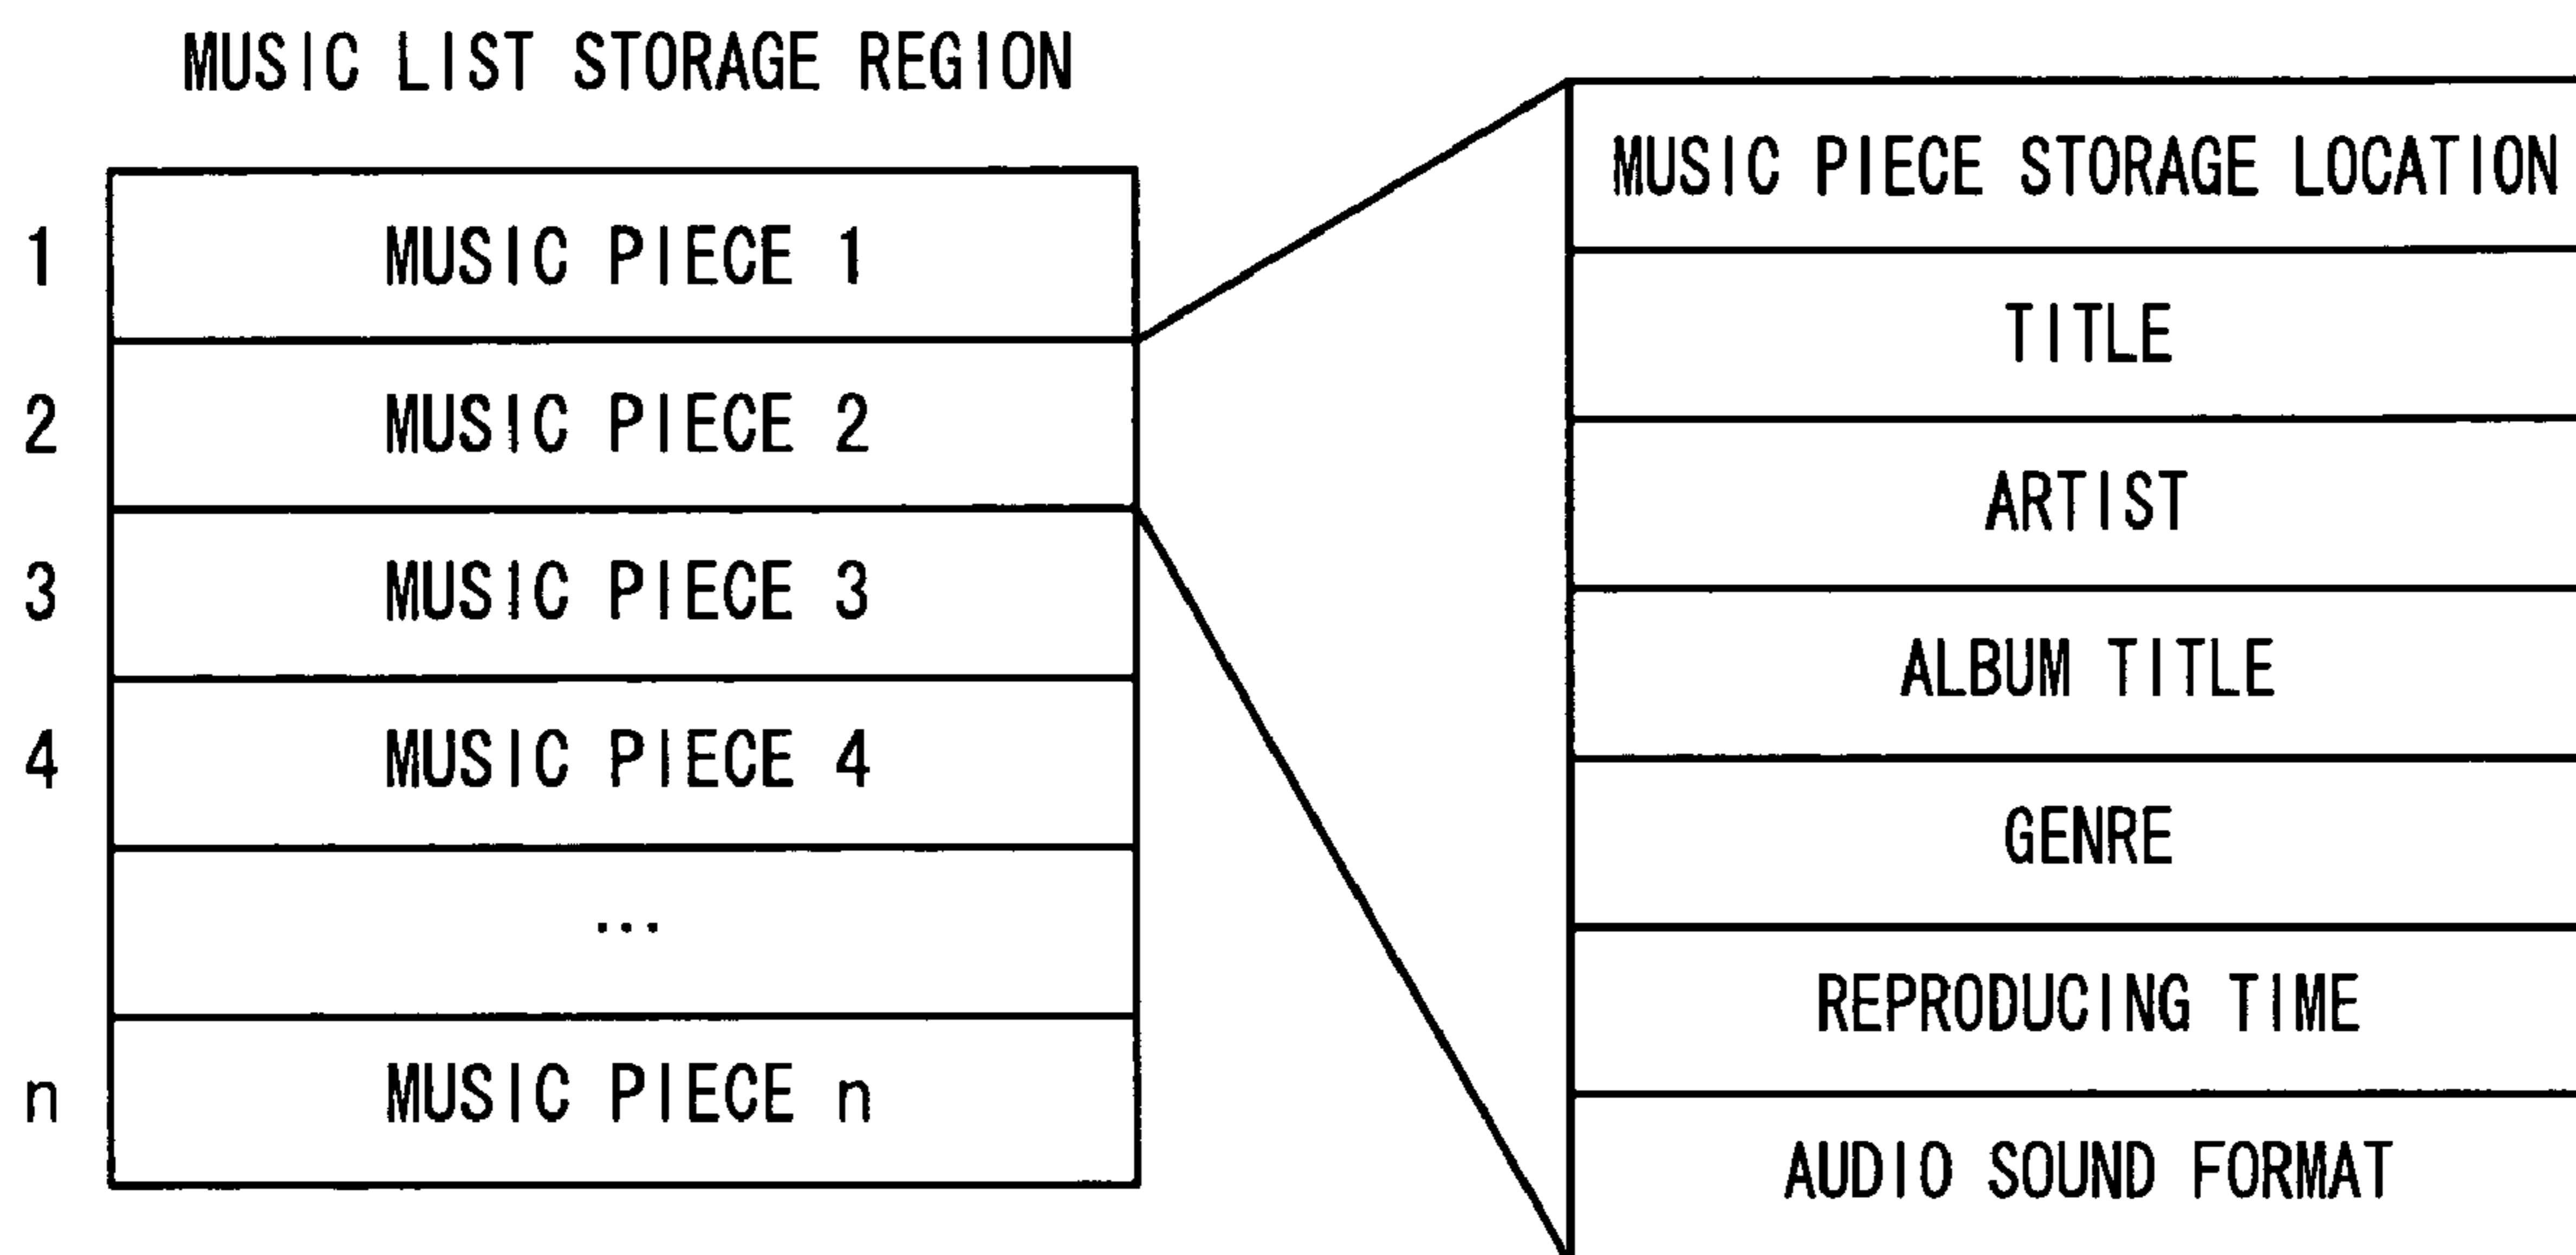 MUSIC LIST STORAGE REGION
1 MUSIC PIECE 1
2 MUSIC PIECE 2
3 MUSIC PIECE 3
4 MUSIC PIECE 4
...
n MUSIC PIECE n
MUSIC PIECE STORAGE LOCATION
TITLE
ARTIST
ALBUM TITLE
GENRE
REPRODUCING TIME
AUDIO SOUND FORMAT